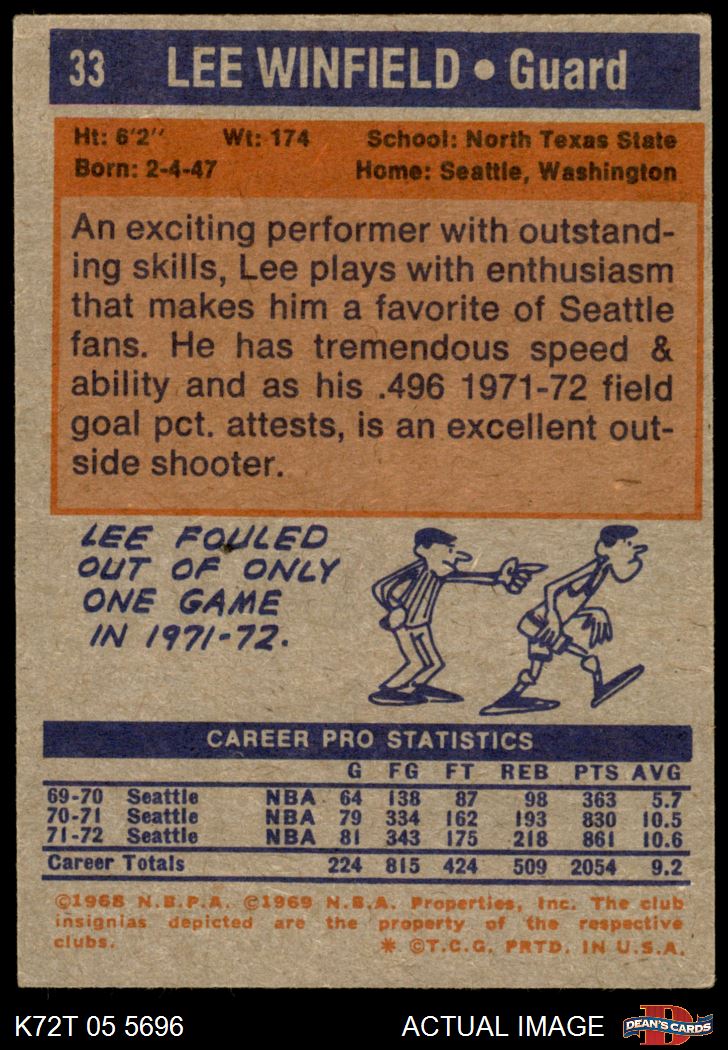 33 LEE WINFIELD • Guard
Ht: 6'2'' Wt: 174 School: North Texas State
Born: 2-4-47 Home: Seattle, Washington
An exciting performer with outstand-
ing skills, Lee plays with enthusiasm
that makes him a favorite of Seattle
fans. He has tremendous speed &
ability and as his .496 1971-72 field
goal pct. attests, is an excellent out-
side shooter.
LEE FOULED
OUT OF ONLY
ONE GAME
IN 1971-72.
CAREER PRO STATISTICS
G FG FT REB PTS AVG
69-70 Seattle NBA 64 138 87 98 363 5.7
70-71 Seattle NBA 79 334 162 193 830 10.5
71-72 Seattle NBA 81 343 175 218 861 10.6
Career Totals 224 815 424 509 2054 9.2
©1968 N.B.P.A. ©1969 N.B.A. Properties, Inc. The club
insignias depicted are the property of the respective
clubs. * ©T.C.G. PRTD. IN U.S.A.
K72T 05 5696 ACTUAL IMAGE D DEAN'S CARDS